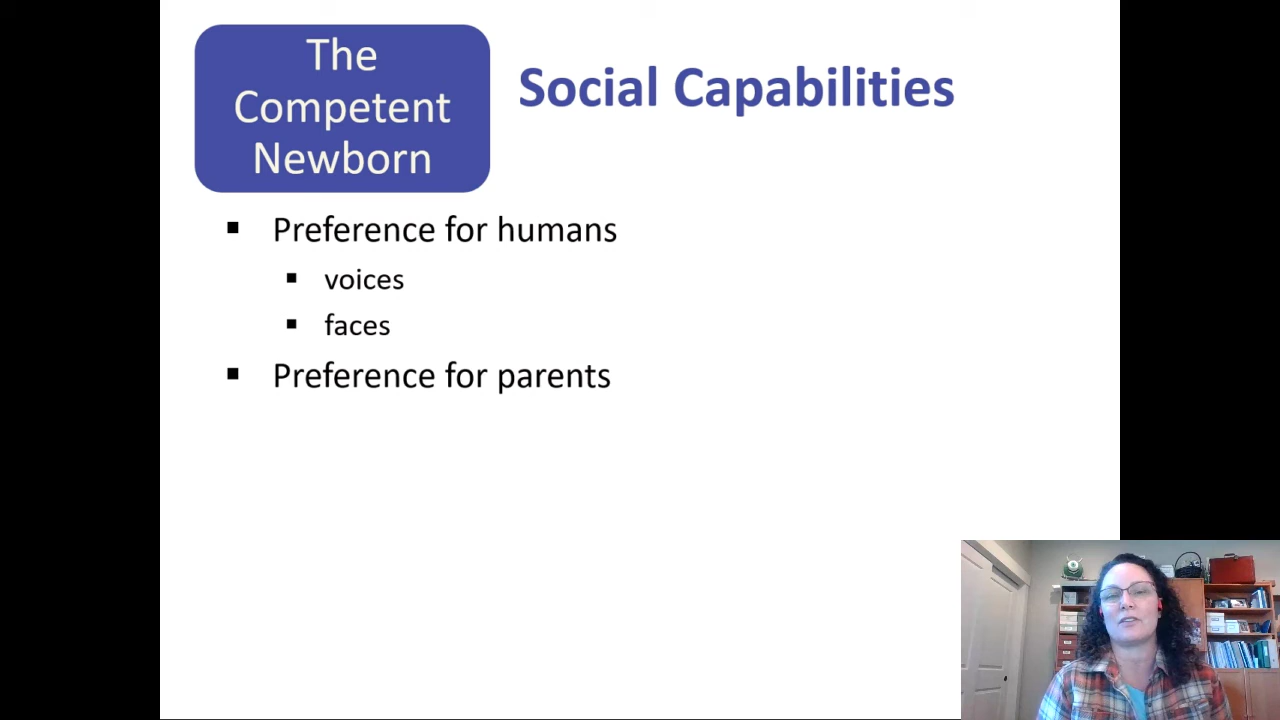 The
Competent
Newborn
Social Capabilities
▪ Preference for humans
▪ voices
▪ faces
▪ Preference for parents